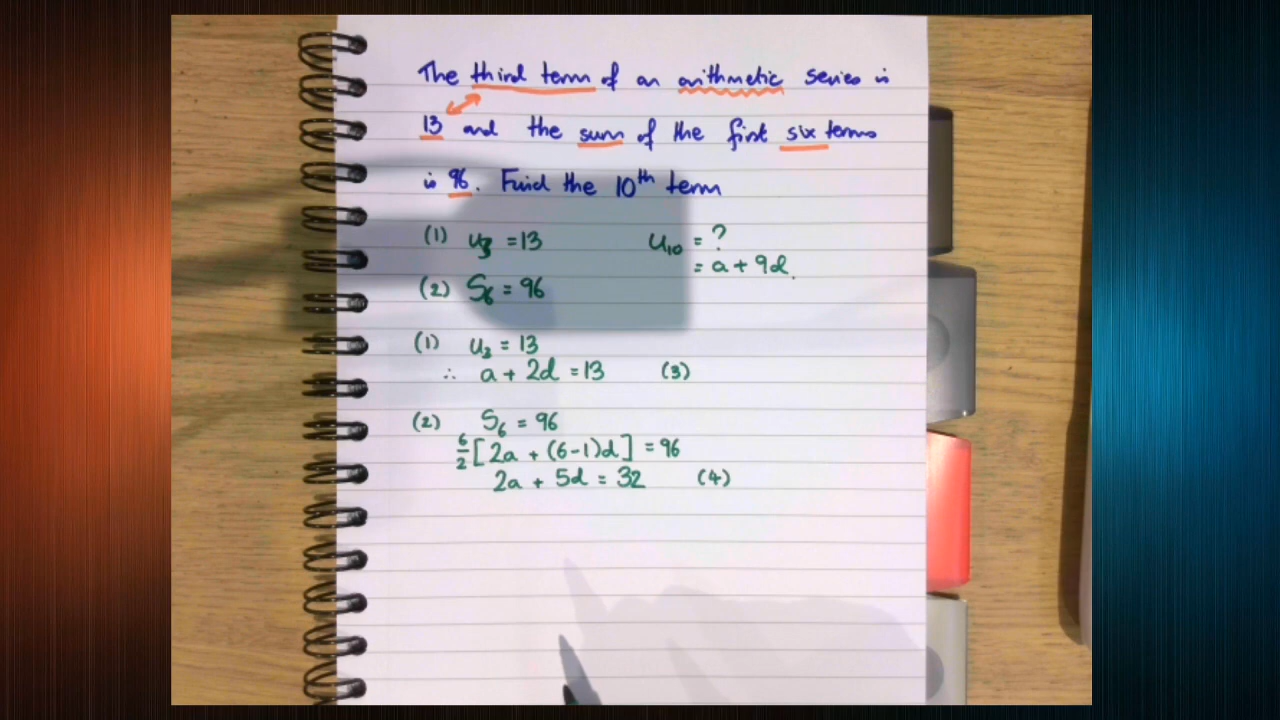 The third term of an arithmetic series is
13 and the sum of the first six terms
is 96. Find the 10th term
(1) u3 = 13 u10 = ?
= a + 9d.
(2) S6 = 96
(1) u3 = 13
∴ a + 2d = 13 (3)
(2) S6 = 96
6/2 [2a + (6-1)d] = 96
2a + 5d = 32 (4)